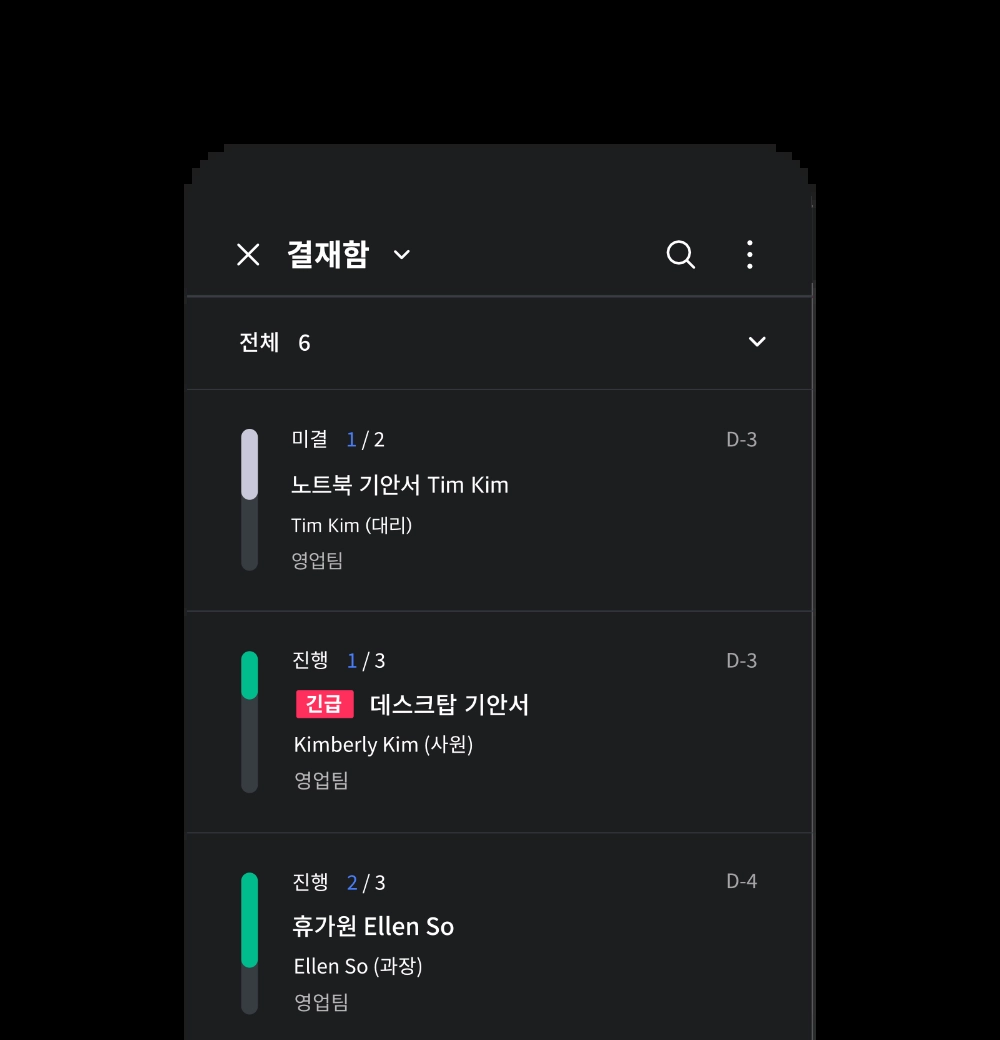 결재함
전체 6
미결 1 / 2 D-3
노트북 기안서 Tim Kim
Tim Kim (대리)
영업팀
진행 1 / 3 D-3
긴급 데스크탑 기안서
Kimberly Kim (사원)
영업팀
진행 2 / 3 D-4
휴가원 Ellen So
Ellen So (과장)
영업팀